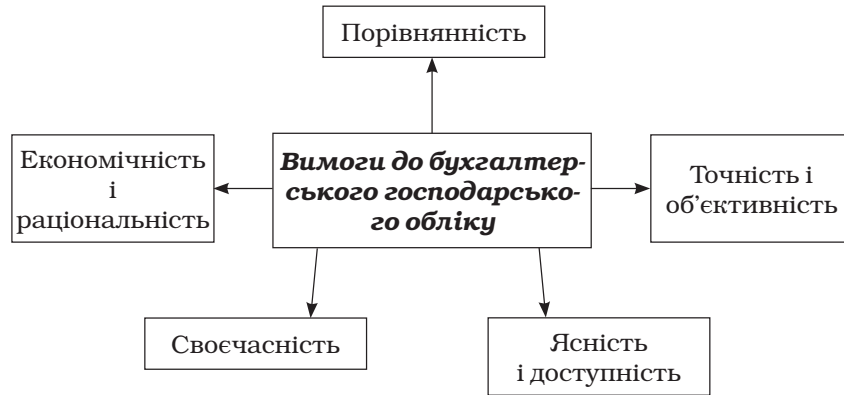 Порівнянність
Економічність
і
раціональність
Вимоги до бухгалтер-
ського господарсько-
го обліку
Точність і
об’єктивність
Своєчасність
Ясність
і доступність